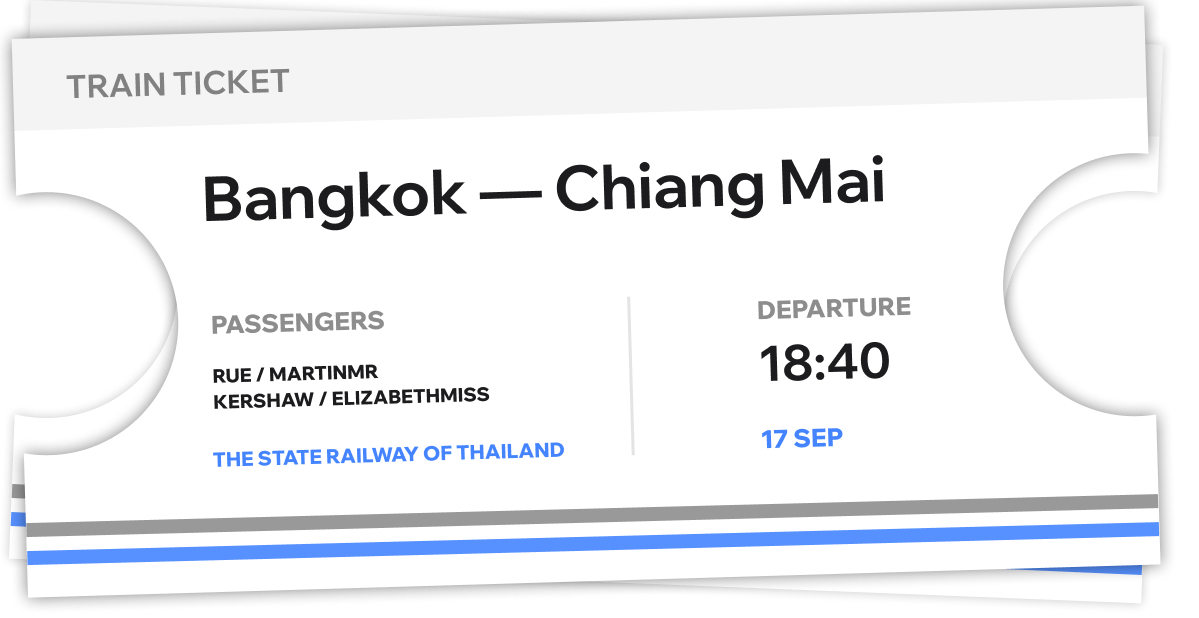 TRAIN TICKET
Bangkok — Chiang Mai
PASSENGERS
RUE / MARTINMR
KERSHAW / ELIZABETHMISS
THE STATE RAILWAY OF THAILAND
DEPARTURE
18:40
17 SEP